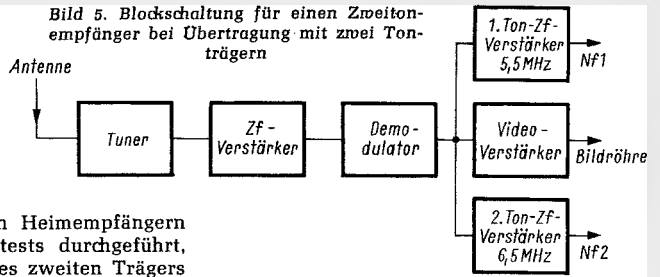 Bild 5. Blockschaltung für einen Zweiton-
empfänger bei Übertragung mit zwei Ton-
trägern
Antenne
Tuner
Zf -
Verstärker
Demo -
dulator
1. Ton-Zf-
Verstärker
5,5 MHz
Nf1
Video -
Verstärker
Bildröhre
2. Ton-Zf-
Verstärker
6,5 MHz
Nf2
Heimempfängern
tests durchgeführt,
zweiten Trägers